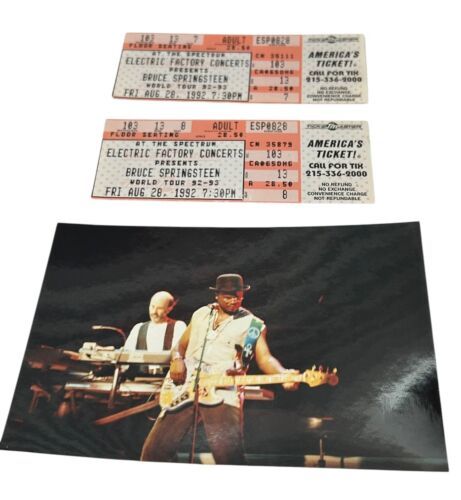 103 13 7 ADULT ESP0828
FLOOR SEATING 28.50 CN 35111
AT THE SPECTRUM
ELECTRIC FACTORY CONCERTS 103
PRESENTS CA065DMG
BRUCE SPRINGSTEEN 13
WORLD TOUR 92-93 A 28.50
FRI AUG 28, 1992 7:30PM 7
TICKETMASTER
AMERICA'S
TICKET!
CALL FOR TIX
215-336-2000
NO REFUND
NO EXCHANGE
CONVENIENCE CHARGE
NOT REFUNDABLE
103 13 8 ADULT ESP0828
FLOOR SEATING 28.50 CN 35879
AT THE SPECTRUM
ELECTRIC FACTORY CONCERTS 103
PRESENTS CA065DMG
BRUCE SPRINGSTEEN 13
WORLD TOUR 92-93 A 28.50
FRI AUG 28, 1992 7:30PM 8
TICKETMASTER
AMERICA'S
TICKET!
CALL FOR TIX
215-336-2000
NO REFUND
NO EXCHANGE
CONVENIENCE CHARGE
NOT REFUNDABLE